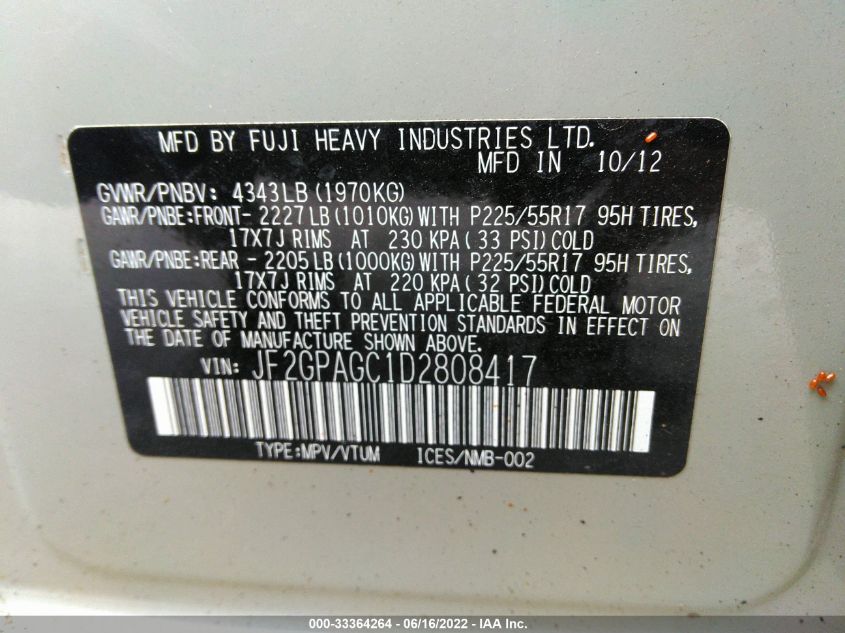 MFD BY FUJI HEAVY INDUSTRIES LTD.
MFD IN 10/12
GVWR/PNBV: 4343LB (1970KG)
GAWR/PNBE:FRONT- 2227LB (1010KG) WITH P225/55R17 95H TIRES,
17X7J RIMS AT 230 KPA ( 33 PSI) COLD
GAWR/PNBE:REAR - 2205LB (1000KG) WITH P225/55R17 95H TIRES,
17X7J RIMS AT 220 KPA ( 32 PSI) COLD
THIS VEHICLE CONFORMS TO ALL APPLICABLE FEDERAL MOTOR
VEHICLE SAFETY AND THEFT PREVENTION STANDARDS IN EFFECT ON
THE DATE OF MANUFACTURE SHOWN ABOVE.
VIN: JF2GPAGC1D2808417
TYPE:MPV/VTUM ICES/NMB-002
000-33364264 - 06/16/2022 - IAA Inc.